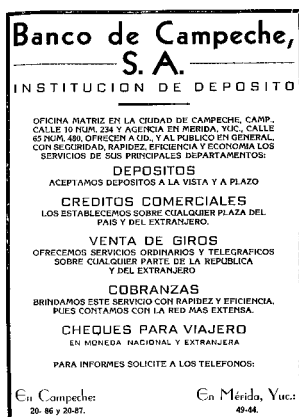 Banco de Campeche,
S. A.
INSTITUCION DE DEPOSITO
OFICINA MATRIZ EN LA CIUDAD DE CAMPECHE, CAMP.,
CALLE 10 NUM. 234 Y AGENCIA EN MERIDA, YUC., CALLE
65 NUM. 480, OFRECEN A UD., Y AL PUBLICO EN GENERAL,
CON SEGURIDAD, RAPIDEZ, EFICIENCIA Y ECONOMIA LOS
SERVICIOS DE SUS PRINCIPALES DEPARTAMENTOS:
DEPOSITOS
ACEPTAMOS DEPOSITOS A LA VISTA Y A PLAZO
CREDITOS COMERCIALES
LOS ESTABLECEMOS SOBRE CUALQUIER PLAZA DEL
PAIS Y DEL EXTRANJERO.
VENTA DE GIROS
OFRECEMOS SERVICIOS ORDINARIOS Y TELEGRAFICOS
SOBRE CUALQUIER PARTE DE LA REPUBLICA
Y DEL EXTRANJERO
COBRANZAS
BRINDAMOS ESTE SERVICIO CON RAPIDEZ Y EFICIENCIA,
PUES CONTAMOS CON LA RED MAS EXTENSA.
CHEQUES PARA VIAJERO
EN MONEDA NACIONAL Y EXTRANJERA
PARA INFORMES SOLICITE A LOS TELEFONOS:
En Campeche: En Mérida, Yuc.:
20-86 y 20-87. 49-44.